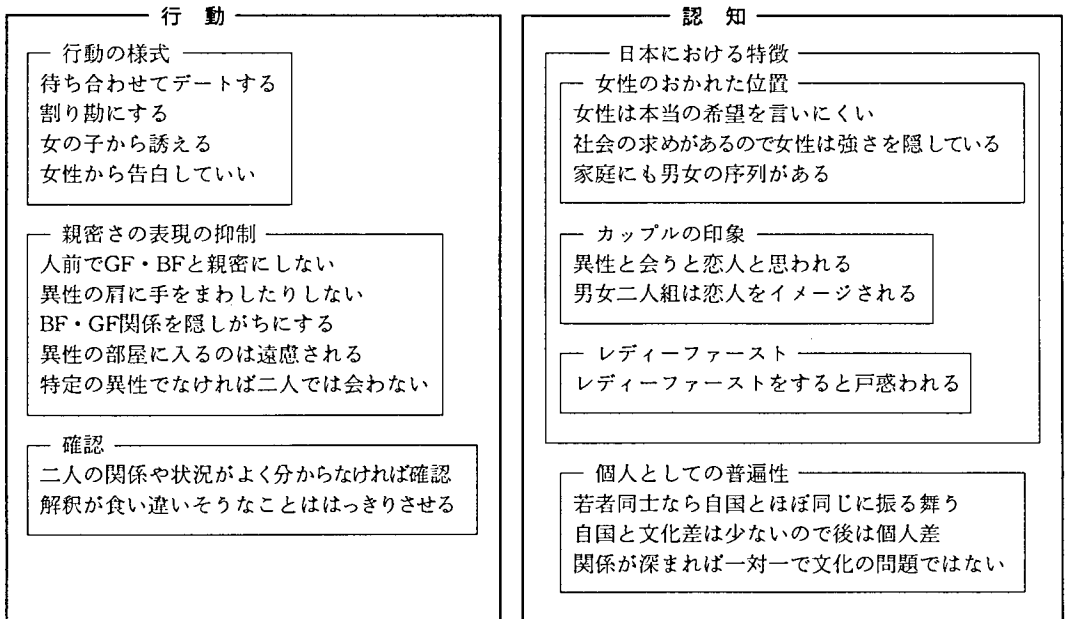 行 動
行動の様式
待ち合わせてデートする
割り勘にする
女の子から誘える
女性から告白していい
親密さの表現の抑制
人前でGF・BFと親密にしない
異性の肩に手をまわしたりしない
BF・GF関係を隠しがちにする
異性の部屋に入るのは遠慮される
特定の異性でなければ二人では会わない
確認
二人の関係や状況がよく分からなければ確認
解釈が食い違いそうなことははっきりさせる
認 知
日本における特徴
女性のおかれた位置
女性は本当の希望を言いにくい
社会の求めがあるので女性は強さを隠している
家庭にも男女の序列がある
カップルの印象
異性と会うと恋人と思われる
男女二人組は恋人をイメージされる
レディーファースト
レディーファーストをすると戸惑われる
個人としての普遍性
若者同士なら自国とほぼ同じに振る舞う
自国と文化差は少ないので後は個人差
関係が深まれば一対一で文化の問題ではない